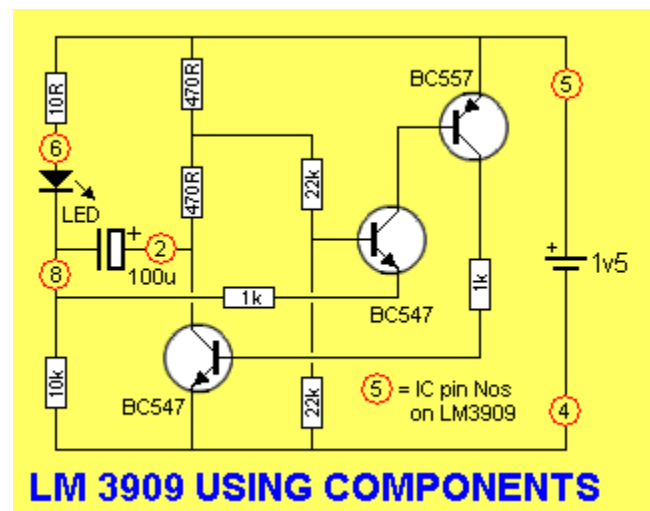 BC557
5
10R
470R
6
22k
470R
LED
+
2
100u
8
1k
BC547
1k
+
1v5
10k
BC547
22k
5 = IC pin Nos
on LM3909
4
LM 3909 USING COMPONENTS